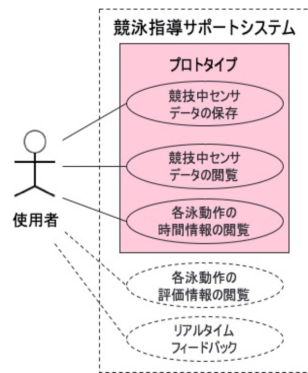 競泳指導サポートシステム
プロトタイプ
競技中センサ
データの保存
競技中センサ
データの閲覧
各泳動作の
時間情報の閲覧
使用者
各泳動作の
評価情報の閲覧
リアルタイム
フィードバック